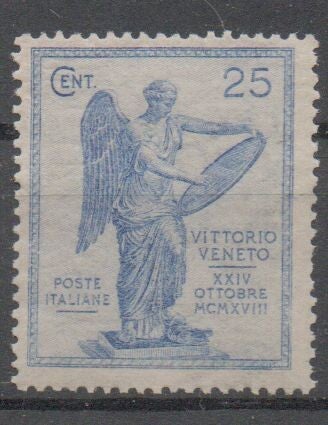 CENT. 25
VITTORIO
VENETO
XXIV
OTTOBRE
MCMXVIII
POSTE
ITALIANE